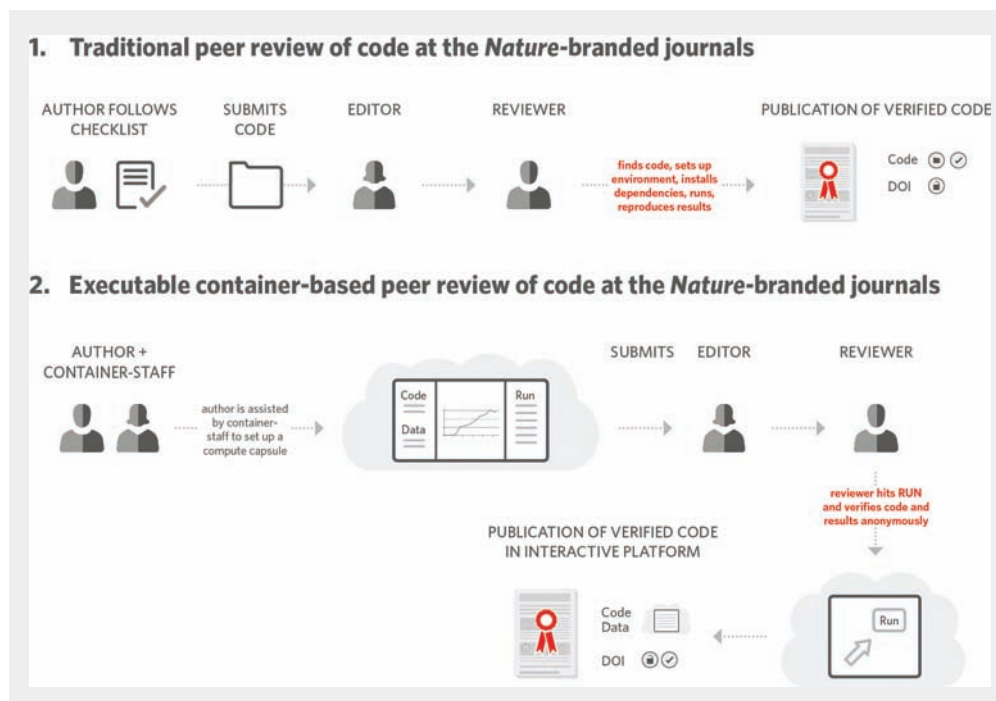 1. Traditional peer review of code at the Nature-branded journals
AUTHOR FOLLOWS
CHECKLIST
SUBMITS
CODE
EDITOR
REVIEWER
finds code, sets up
environment, installs
dependencies, runs,
reproduces results
PUBLICATION OF VERIFIED CODE
Code
DOI
2. Executable container-based peer review of code at the Nature-branded journals
AUTHOR +
CONTAINER-STAFF
author is assisted
by container-
staff to set up a
compute capsule
Code
Data
Run
SUBMITS
EDITOR
REVIEWER
reviewer hits RUN
and verifies code and
results anonymously
Run
PUBLICATION OF VERIFIED CODE
IN INTERACTIVE PLATFORM
Code
Data
DOI